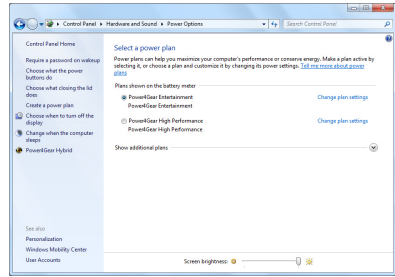 Control Panel ▸ Hardware and Sound ▸ Power Options
Search Control Panel
Control Panel Home
Require a password on wakeup
Choose what the power
buttons do
Choose what closing the lid
does
Create a power plan
Choose when to turn off the
display
Change when the computer
sleeps
Power4Gear Hybrid
See also
Personalization
Windows Mobility Center
User Accounts
Select a power plan
Power plans can help you maximize your computer's performance or conserve energy. Make a plan active by
selecting it, or choose a plan and customize it by changing its power settings. Tell me more about power
plans
Plans shown on the battery meter
Power4Gear Entertainment
Change plan settings
Power4Gear Entertainment
Power4Gear High Performance
Change plan settings
Power4Gear High Performance
Show additional plans
Screen brightness: